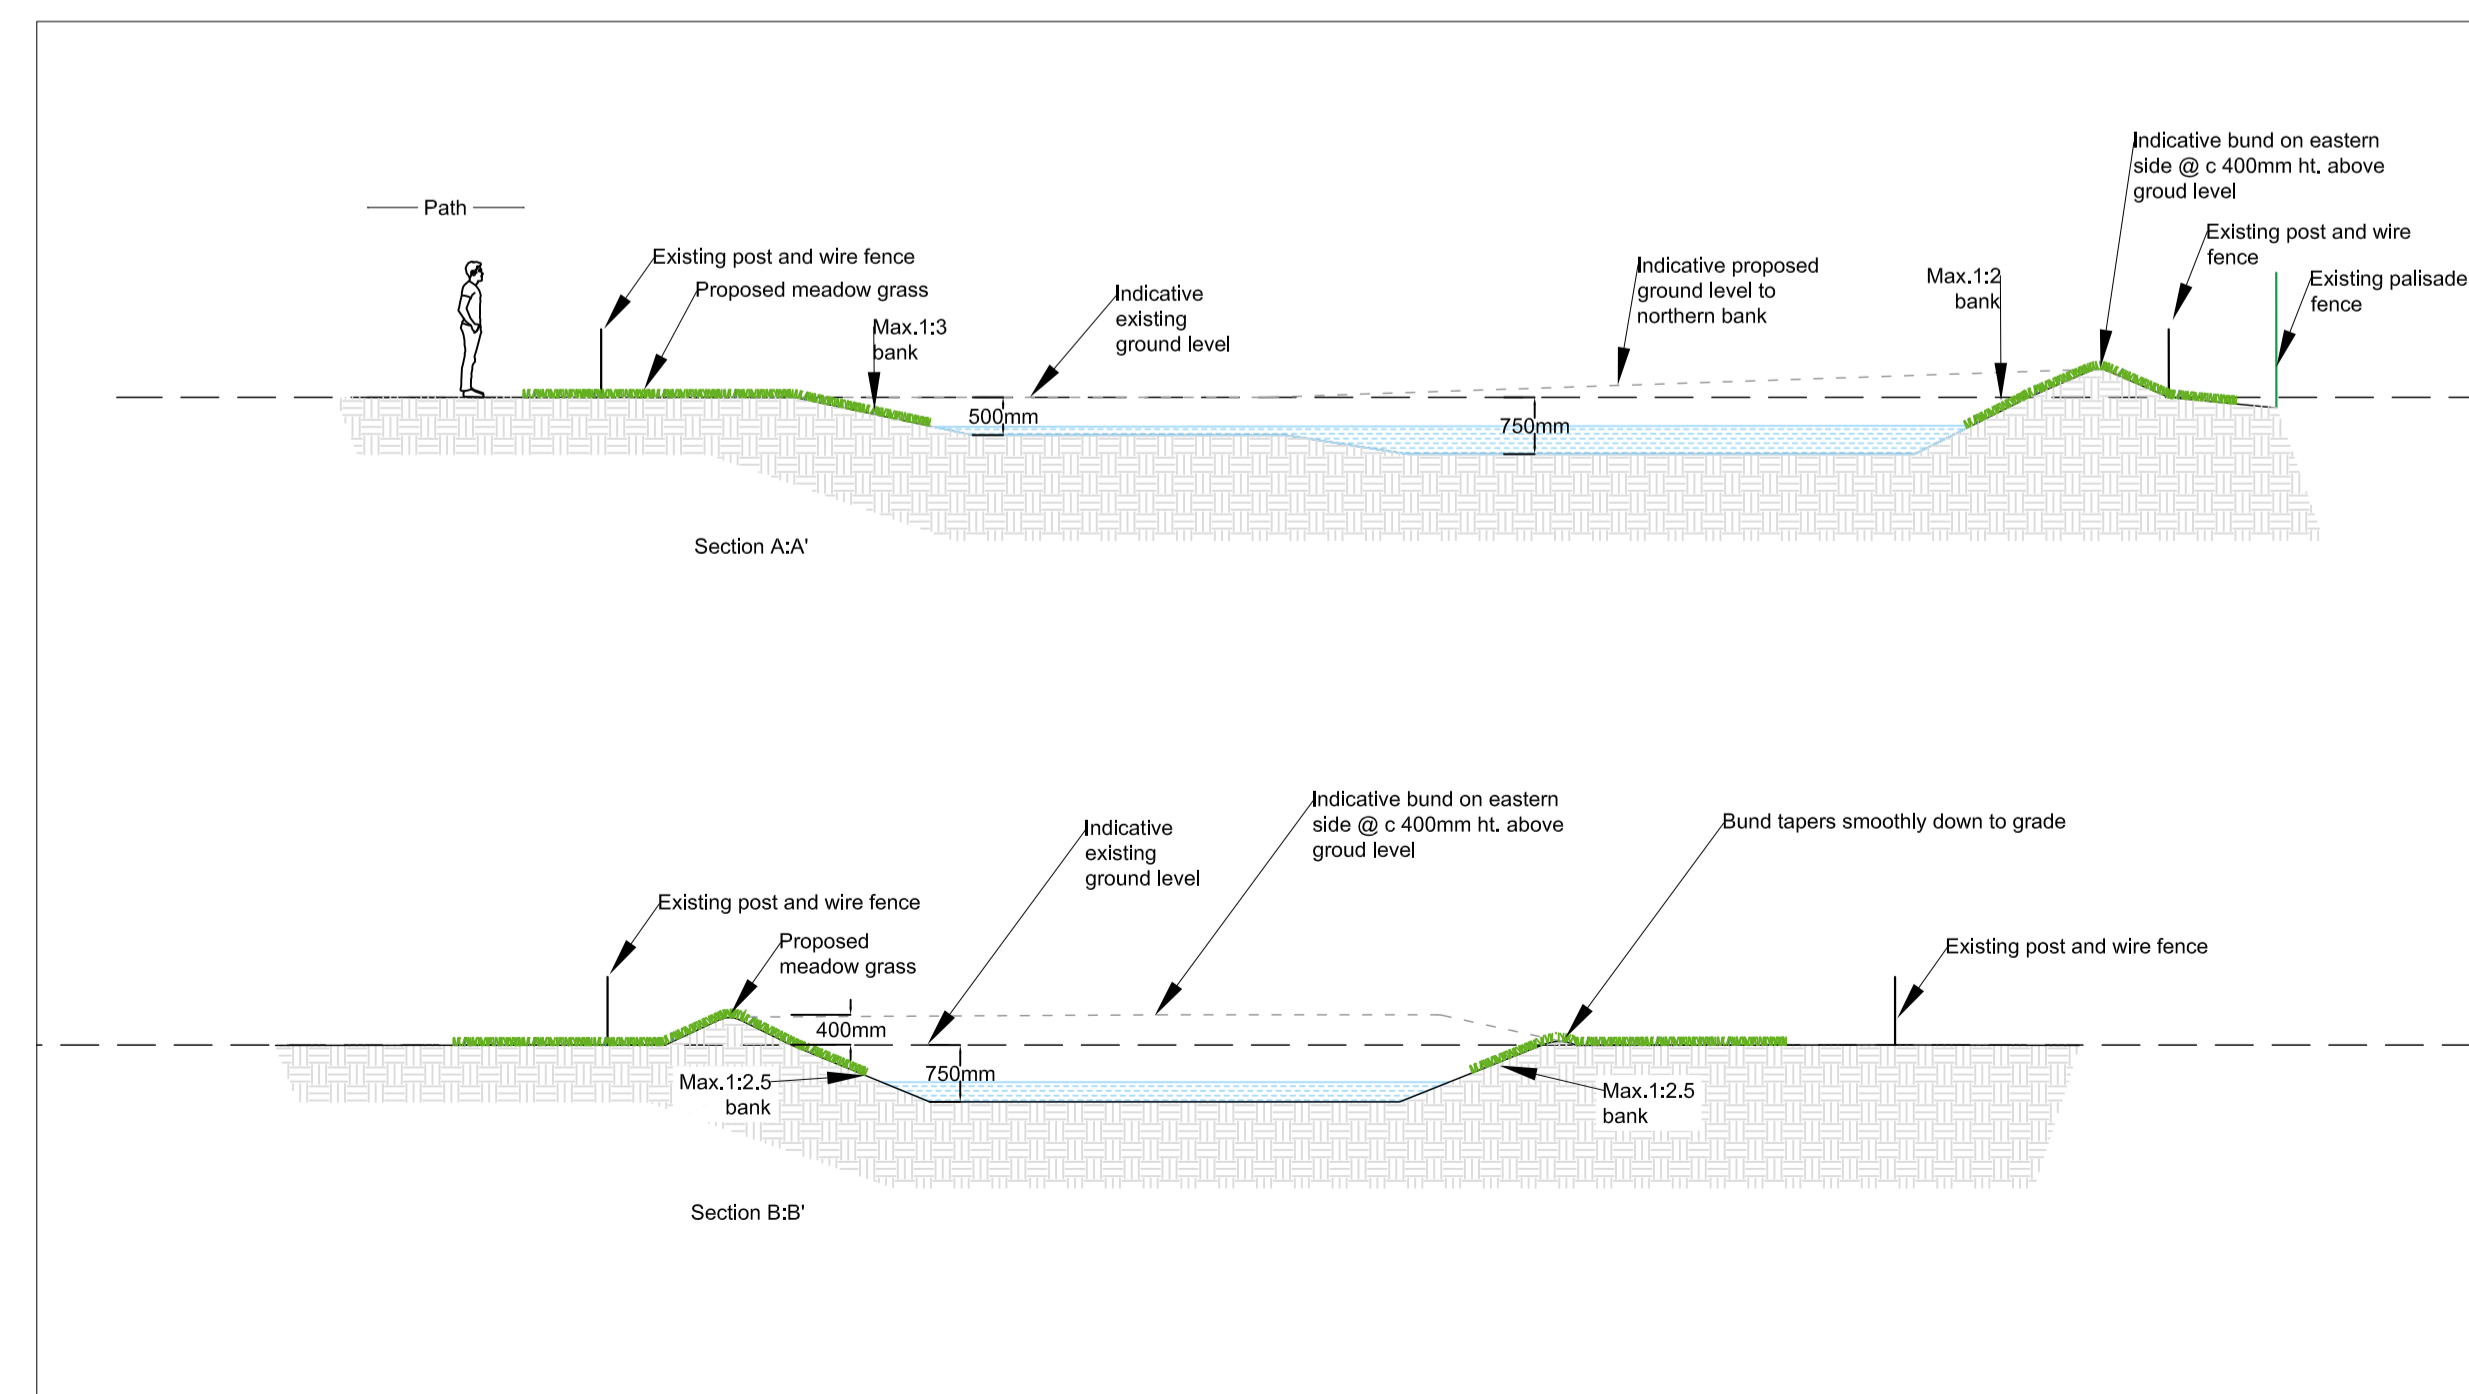 Path
Existing post and wire fence
Proposed meadow grass
Max.1:3
bank
Indicative
existing
ground level
Indicative proposed
ground level to
northern bank
Max.1:2
bank
Indicative bund on eastern
side @ c 400mm ht. above
groud level
Existing post and wire
fence
Existing palisade
fence
500mm
750mm
Section A:A'
Existing post and wire fence
Proposed
meadow grass
Indicative
existing
ground level
Indicative bund on eastern
side @ c 400mm ht. above
groud level
Bund tapers smoothly down to grade
Existing post and wire fence
400mm
750mm
Max.1:2.5
bank
Max.1:2.5
bank
Section B:B'